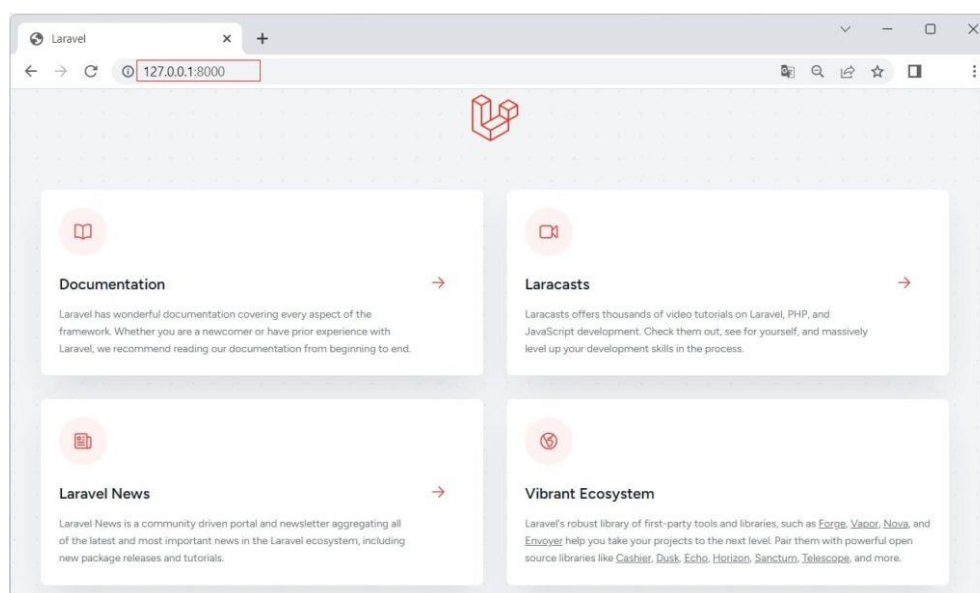 Laravel
127.0.0.1:8000
Documentation
Laravel has wonderful documentation covering every aspect of the
framework. Whether you are a newcomer or have prior experience with
Laravel, we recommend reading our documentation from beginning to end.
Laracasts
Laracasts offers thousands of video tutorials on Laravel, PHP, and
JavaScript development. Check them out, see for yourself, and massively
level up your development skills in the process.
Laravel News
Laravel News is a community driven portal and newsletter aggregating all
of the latest and most important news in the Laravel ecosystem, including
new package releases and tutorials.
Vibrant Ecosystem
Laravel's robust library of first-party tools and libraries, such as Forge, Vapor, Nova, and
Envoyer help you take your projects to the next level. Pair them with powerful open
source libraries like Cashier, Dusk, Echo, Horizon, Sanctum, Telescope, and more.